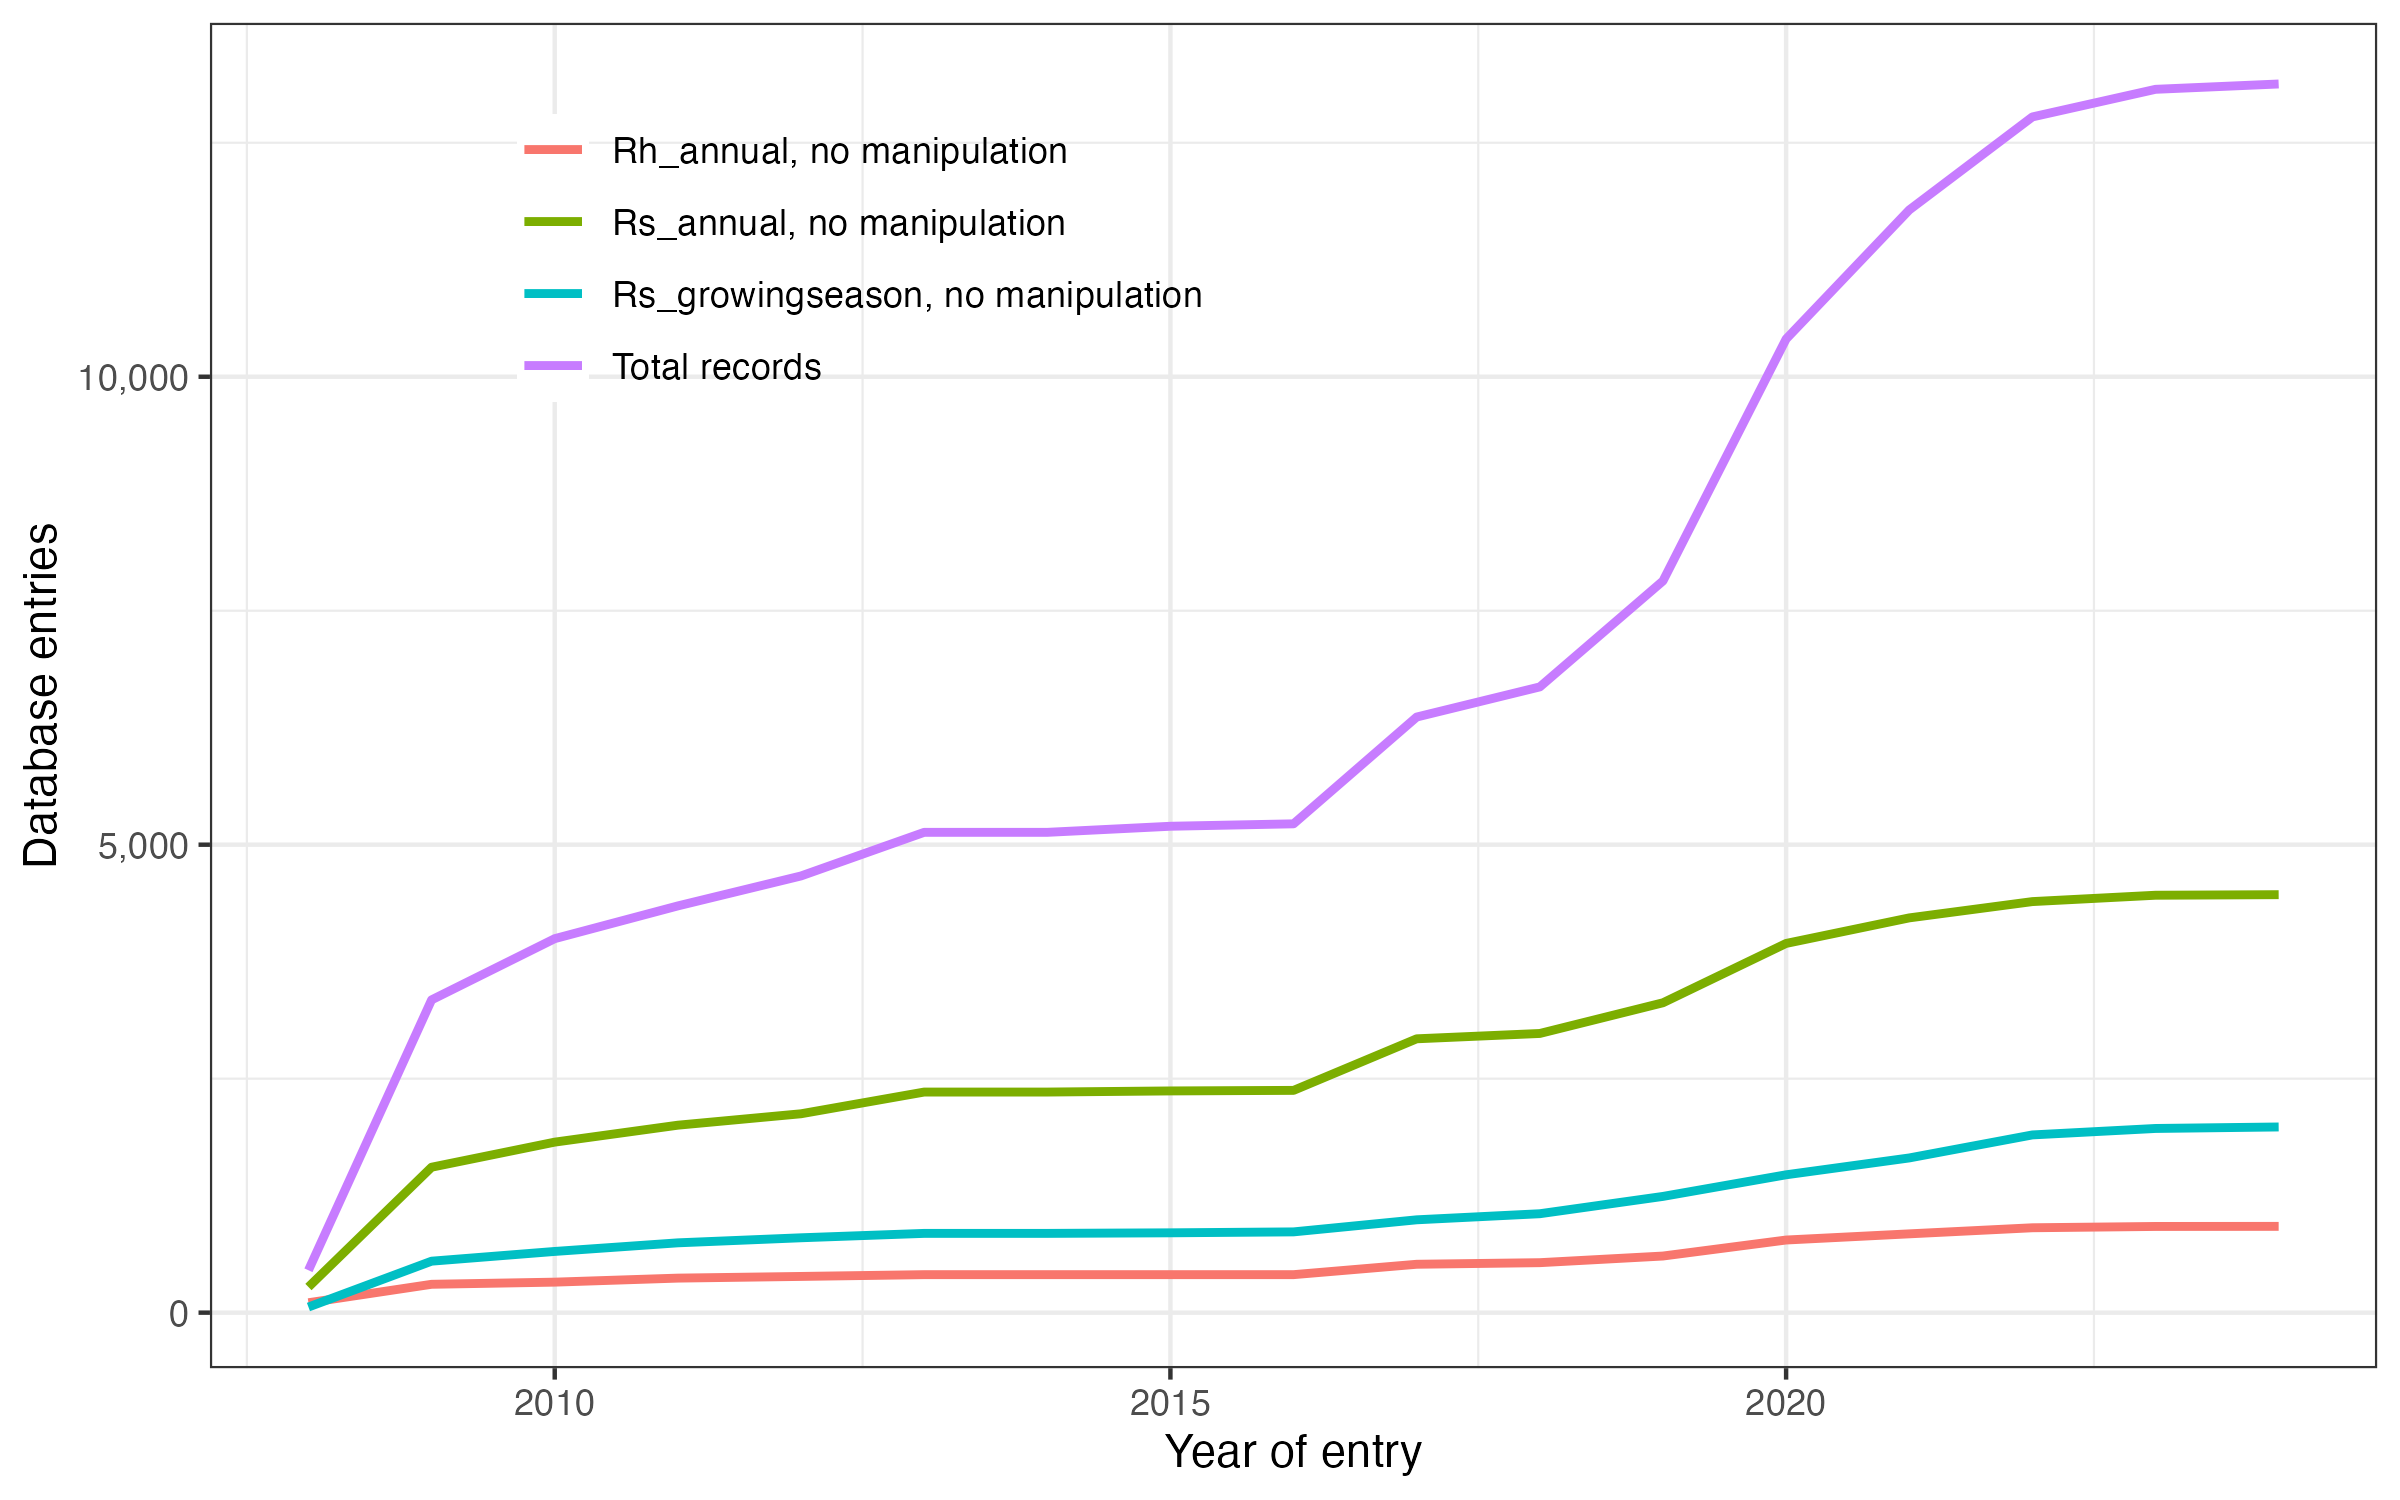 Rh_annual, no manipulation
Rs_annual, no manipulation
Rs_growingseason, no manipulation
Total records
10,000
5,000
0
Database entries
2010
2015
2020
Year of entry